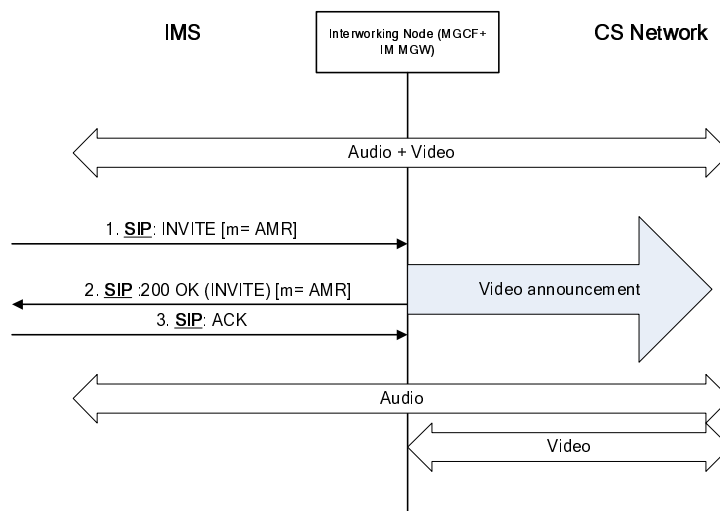 IMS
Interworking Node (MGCF+
IM MGW)
CS Network
Audio + Video
1. SIP: INVITE [m= AMR]
2. SIP :200 OK (INVITE) [m= AMR]
Video announcement
3. SIP: ACK
Audio
Video